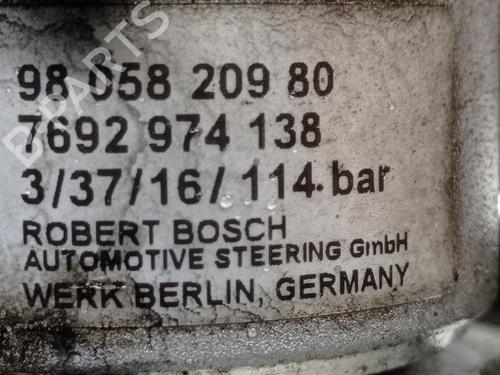 B-PARTS
98 058 209 80
7692 974 138
3/37/16/114.bar
ROBERT BOSCH
AUTOMOTIVE STEERING GmbH
WERK BERLIN, GERMANY